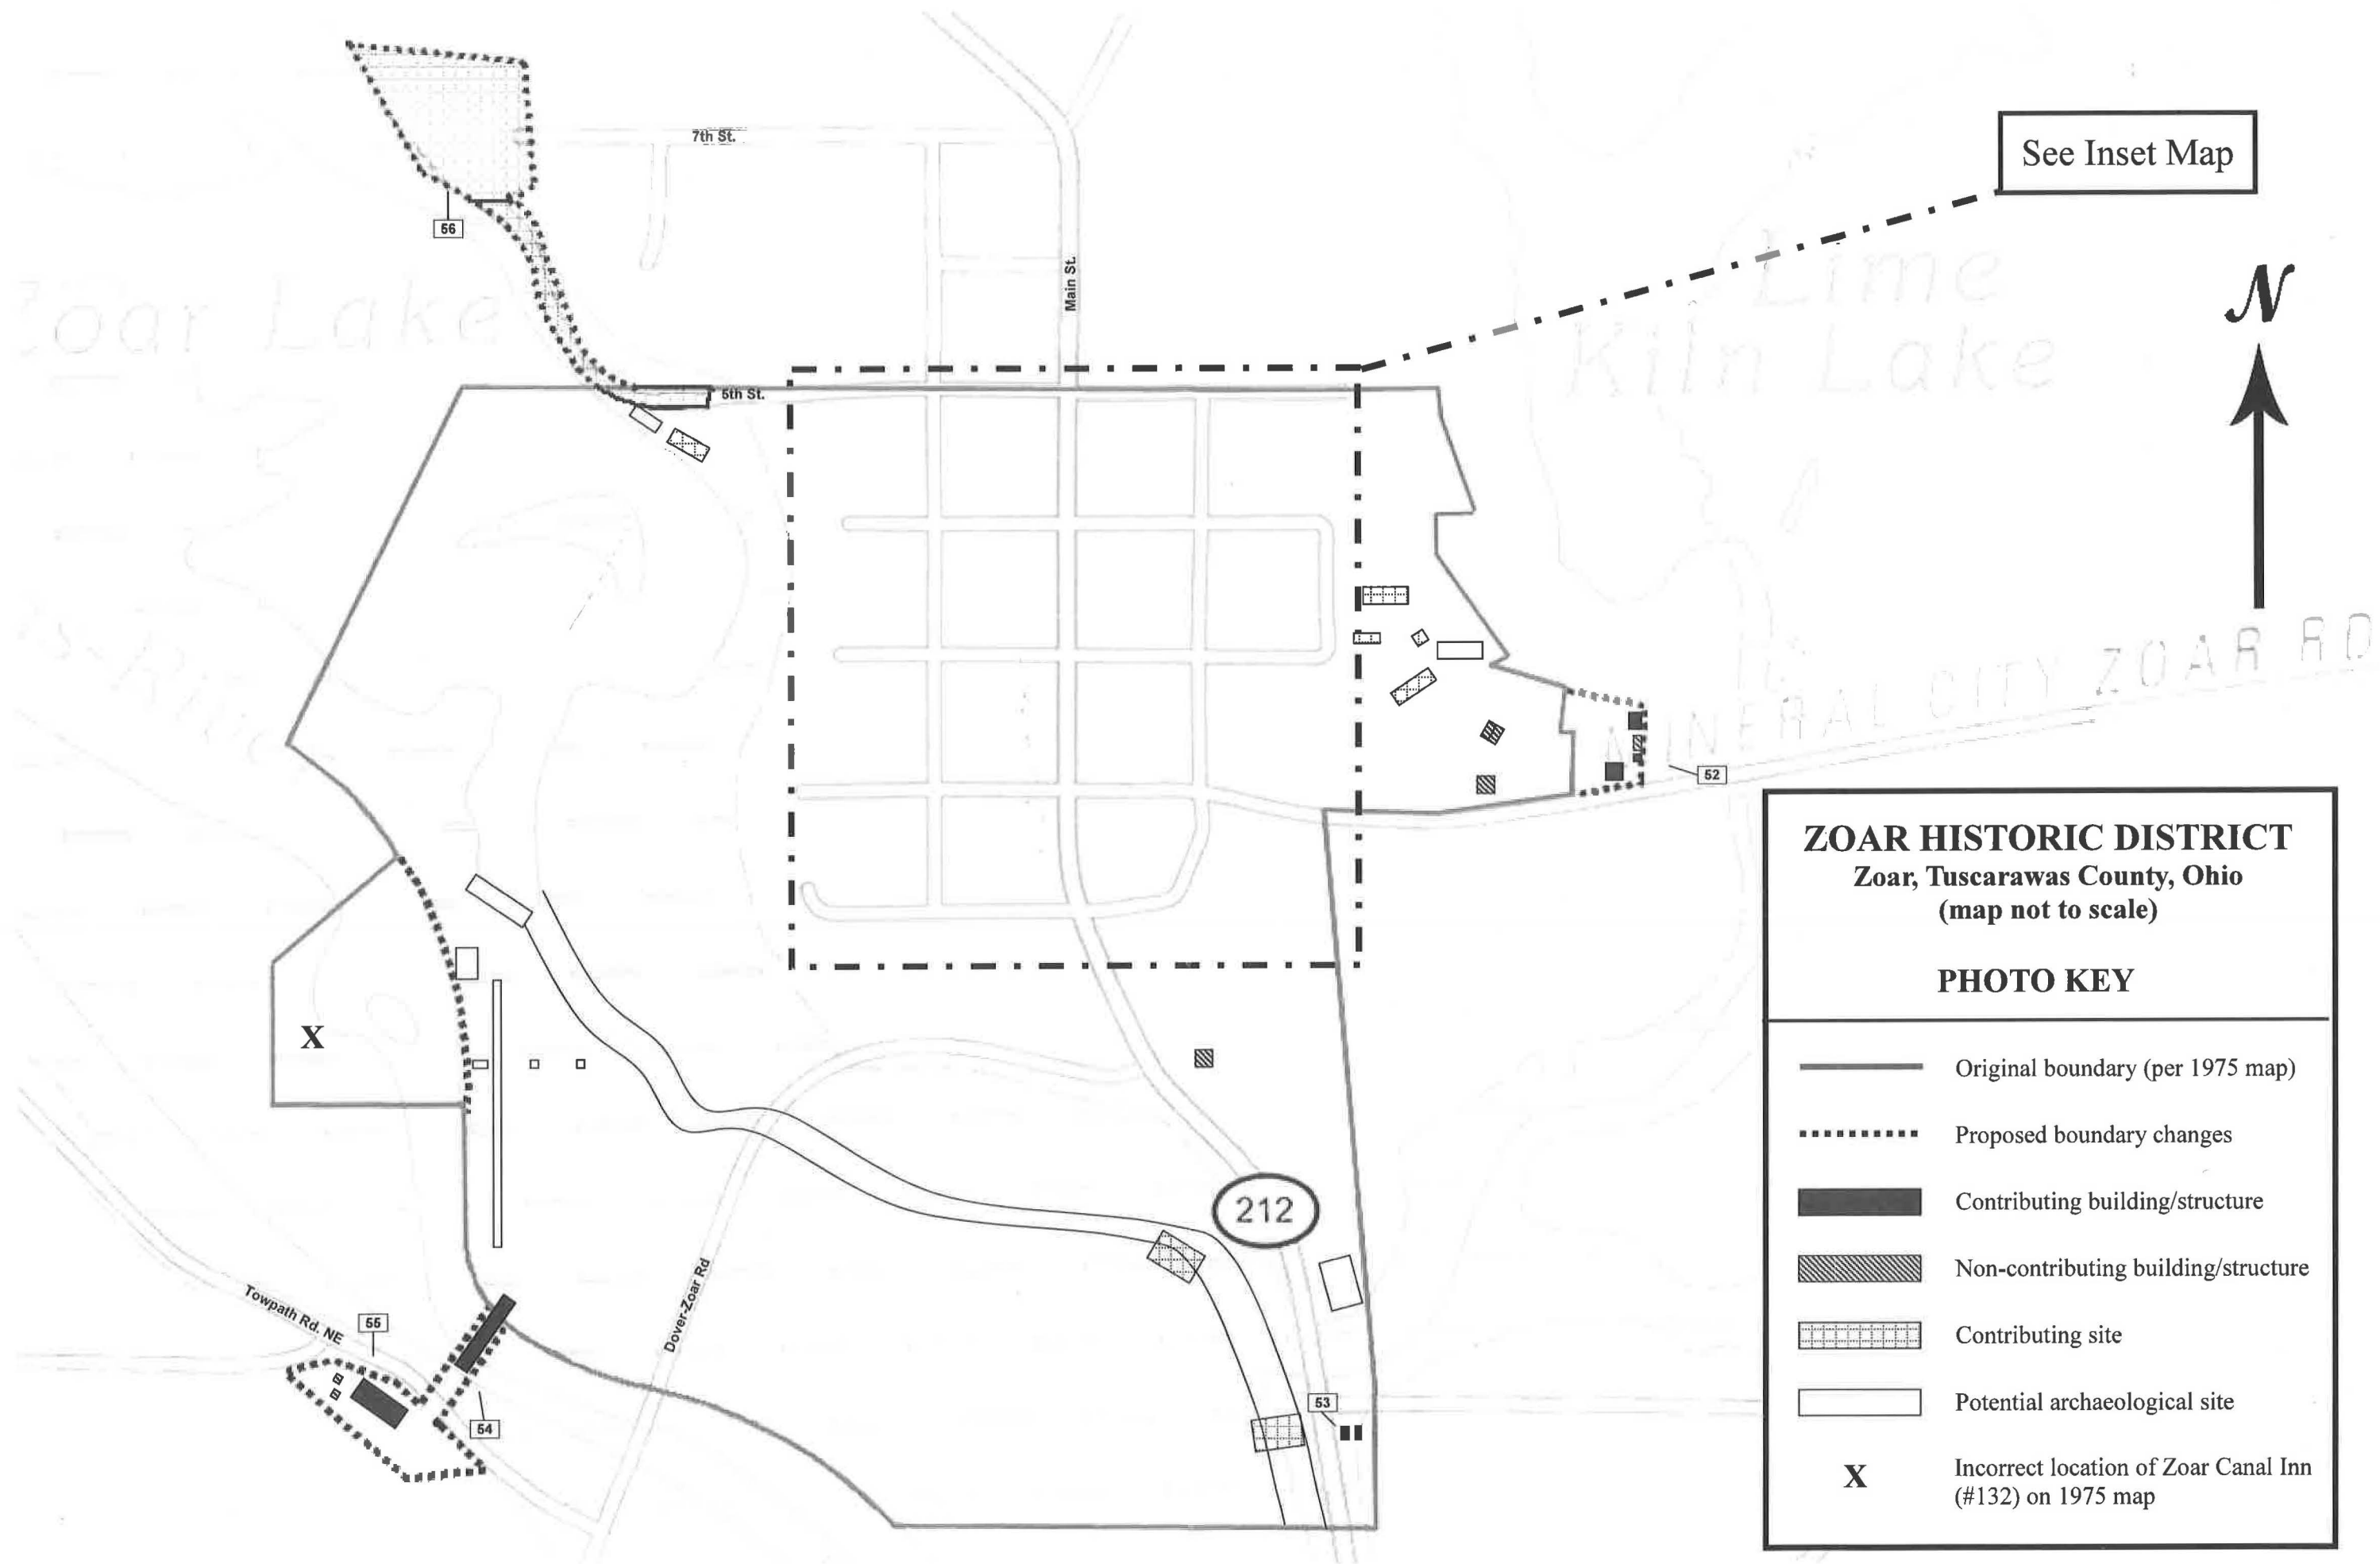 7th St.
See Inset Map
56
Main St.
Zoar Lake
Lime
Kiln Lake
N
5th St.
MINERAL CITY ZOAR RD
52
ZOAR HISTORIC DISTRICT
Zoar, Tuscarawas County, Ohio
(map not to scale)
PHOTO KEY
Original boundary (per 1975 map)
Proposed boundary changes
Contributing building/structure
Non-contributing building/structure
Contributing site
Potential archaeological site
X
Incorrect location of Zoar Canal Inn
(#132) on 1975 map
X
212
Towpath Rd. NE
55
Dover-Zoar Rd
54
53